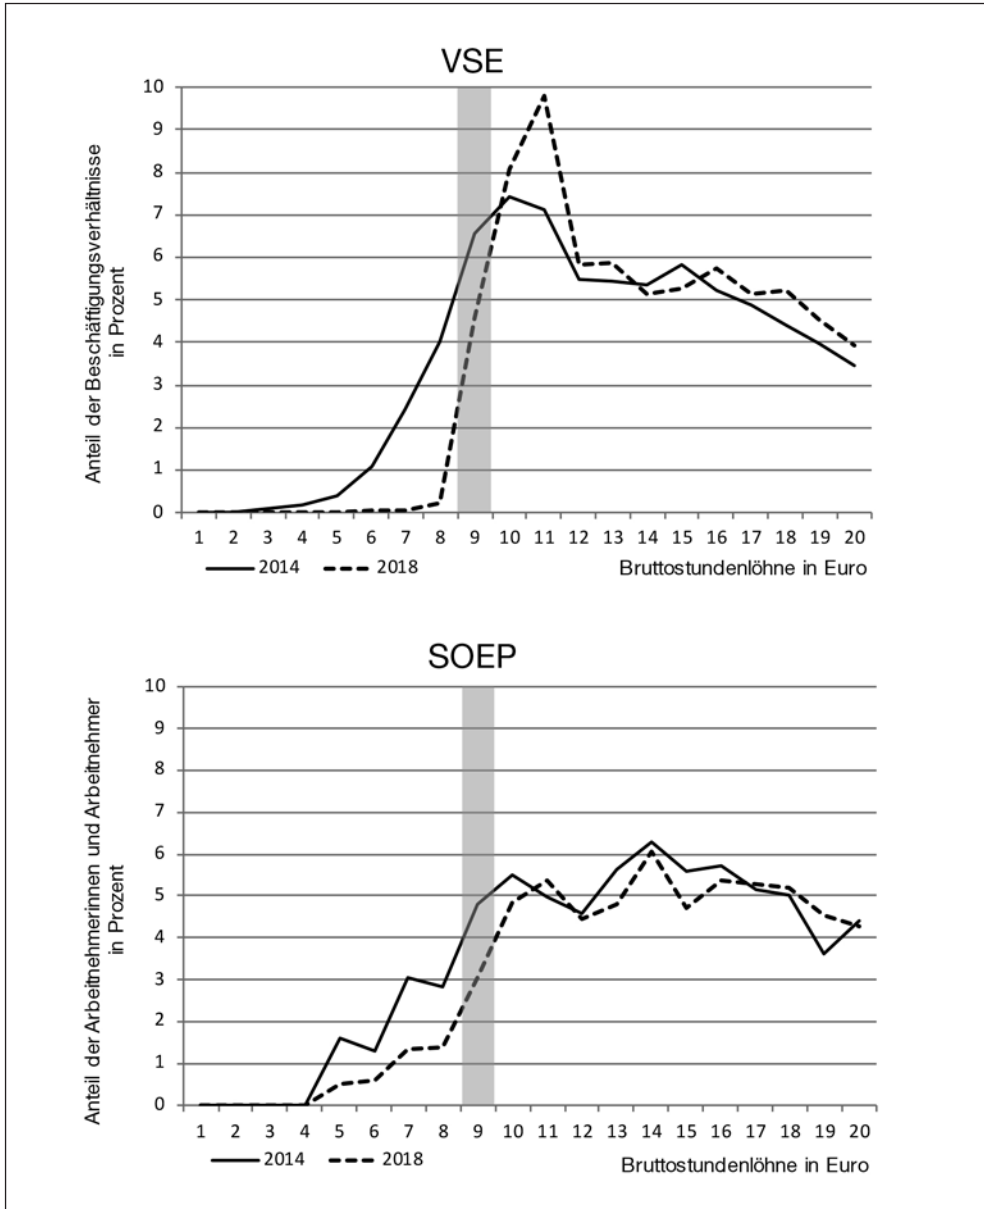 VSE
Anteil der Beschäftigungsverhältnisse
in Prozent
10
9
8
7
6
5
4
3
2
1
0
1 2 3 4 5 6 7 8 9 10 11 12 13 14 15 16 17 18 19 20
2014 2018 Bruttostundenlöhne in Euro
SOEP
Anteil der Arbeitnehmerinnen und Arbeitnehmer
in Prozent
10
9
8
7
6
5
4
3
2
1
0
1 2 3 4 5 6 7 8 9 10 11 12 13 14 15 16 17 18 19 20
2014 2018 Bruttostundenlöhne in Euro